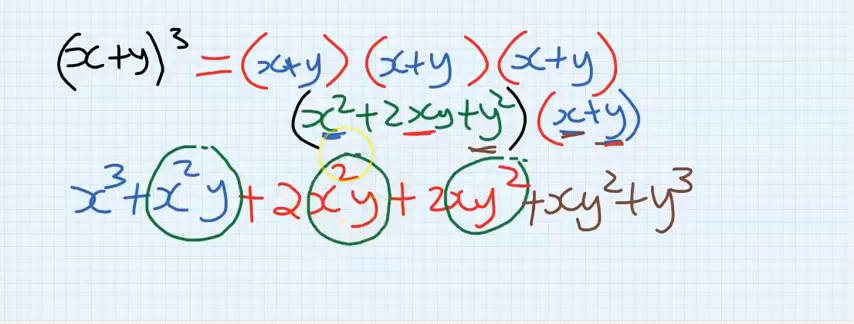 (x+y)³ = (x+y) (x+y) (x+y)
(x²+2xy+y²) (x+y)
x³+x²y+2x²y+2xy²+xy²+y³